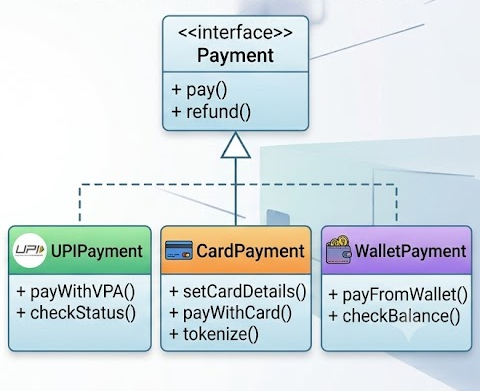 <<interface>>
Payment
+ pay()
+ refund()
UPI UPIPayment
+ payWithVPA()
+ checkStatus()
CardPayment
+ setCardDetails()
+ payWithCard()
+ tokenize()
WalletPayment
+ payFromWallet()
+ checkBalance()